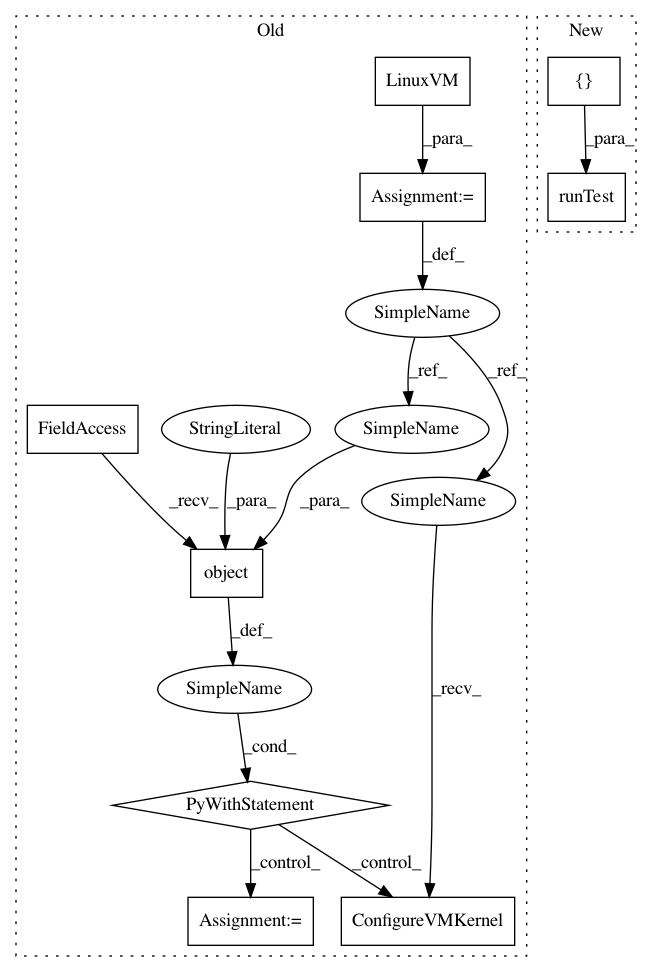 Old
New
LinuxVM
{}
_para_
_para_
Assignment:=
runTest
_def_
SimpleName
_ref_
_ref_
FieldAccess
StringLiteral
SimpleName
SimpleName
_recv_
_para_
_para_
object
_def_
_recv_
SimpleName
_cond_
PyWithStatement
_control_
_control_
Assignment:=
ConfigureVMKernel